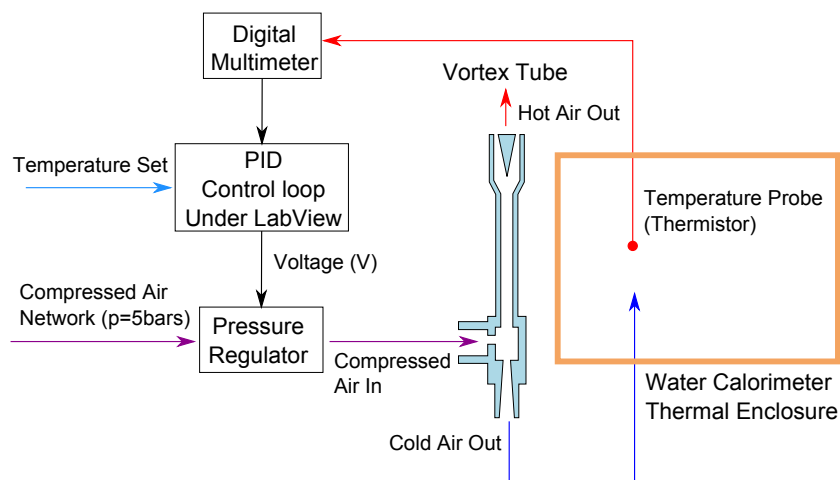 Digital
Multimeter
Vortex Tube
Hot Air Out
Temperature Set
PID
Control loop
Under LabView
Temperature Probe
(Thermistor)
Voltage (V)
Compressed Air
Network (p=5bars)
Pressure
Regulator
Compressed
Air In
Water Calorimeter
Thermal Enclosure
Cold Air Out